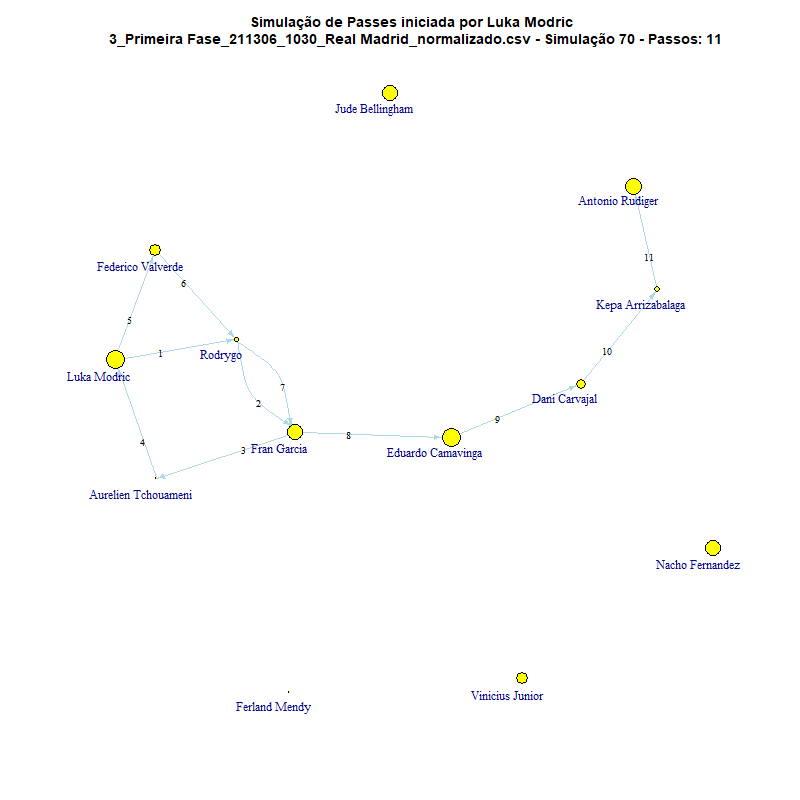 Simulação de Passes iniciada por Luka Modric
3_Primeira Fase_211306_1030_Real Madrid_normalizado.csv - Simulação 70 - Passos: 11
Jude Bellingham
Antonio Rudiger
11
Federico Valverde
6
Kepa Arrizabalaga
5
1
Rodrygo
10
Luka Modric
7
Dani Carvajal
2
9
8
4
3
Fran Garcia
Eduardo Camavinga
Aurelien Tchouameni
Nacho Fernandez
Vinicius Junior
Ferland Mendy